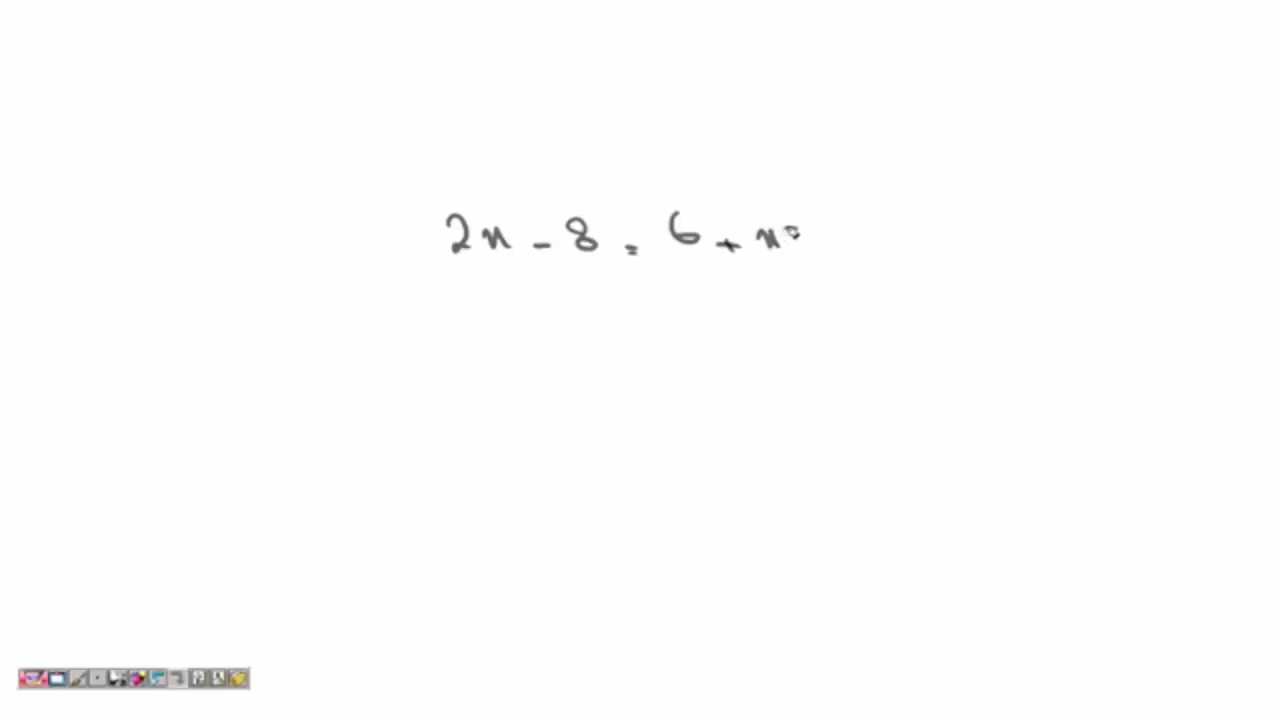 2x - 8 = 6 + x